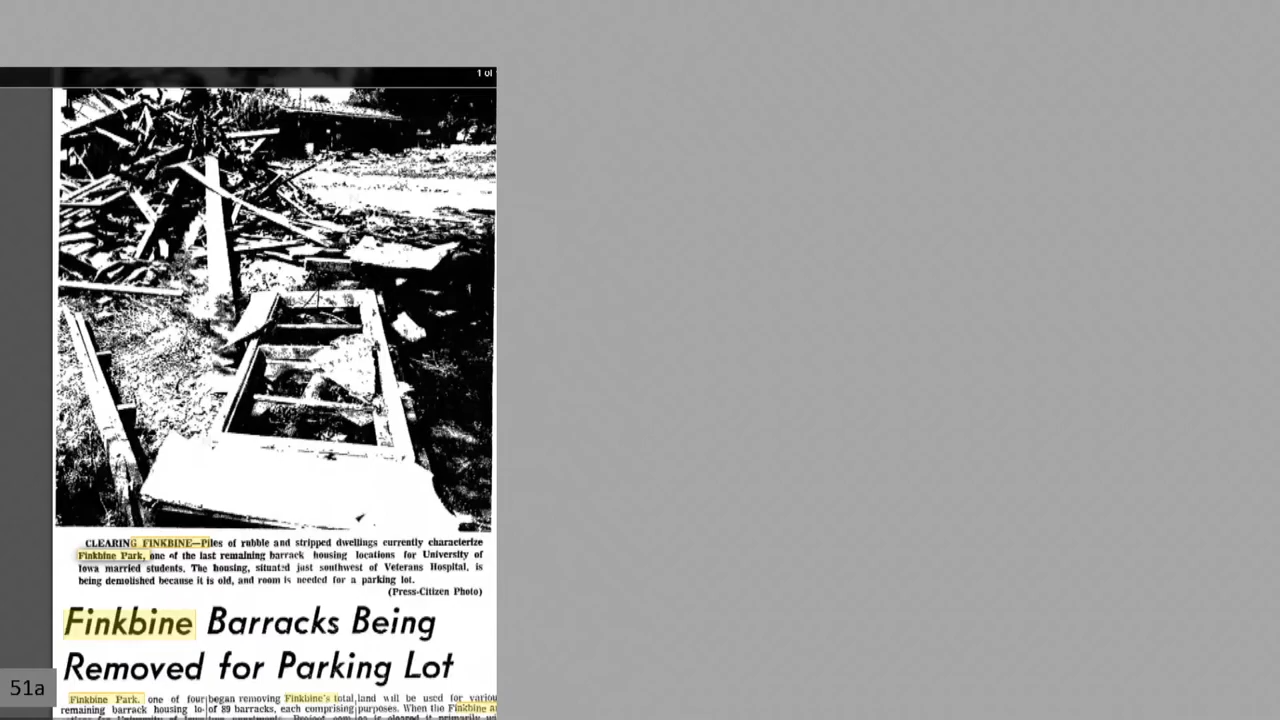 1 of
CLEARING FINKBINE—Piles of rubble and stripped dwellings currently characterize
Finkbine Park, one of the last remaining barrack housing locations for University of
Iowa married students. The housing, situated just southwest of Veterans Hospital, is
being demolished because it is old, and room is needed for a parking lot.
(Press-Citizen Photo)
Finkbine Barracks Being
Removed for Parking Lot
Finkbine Park, one of four
remaining barrack housing lo-
began removing Finkbine's total
of 89 barracks, each comprising
land will be used for
purposes. When the Finkbine
51a